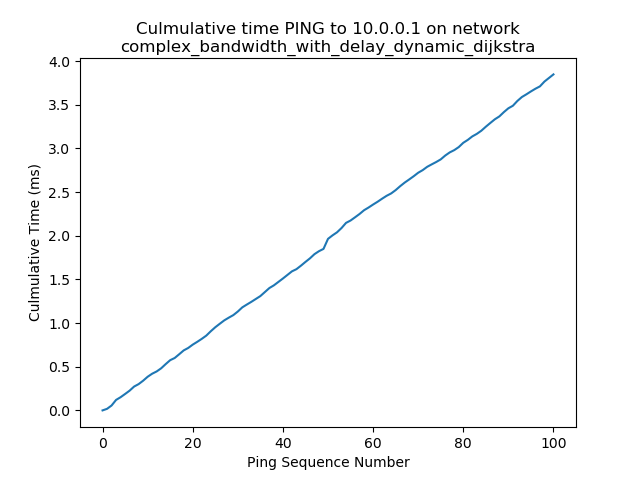 Culmulative time PING to 10.0.0.1 on network
complex_bandwidth_with_delay_dynamic_dijkstra
4.0
3.5
3.0
2.5
2.0
1.5
1.0
0.5
0.0
Culmulative Time (ms)
0 20 40 60 80 100
Ping Sequence Number